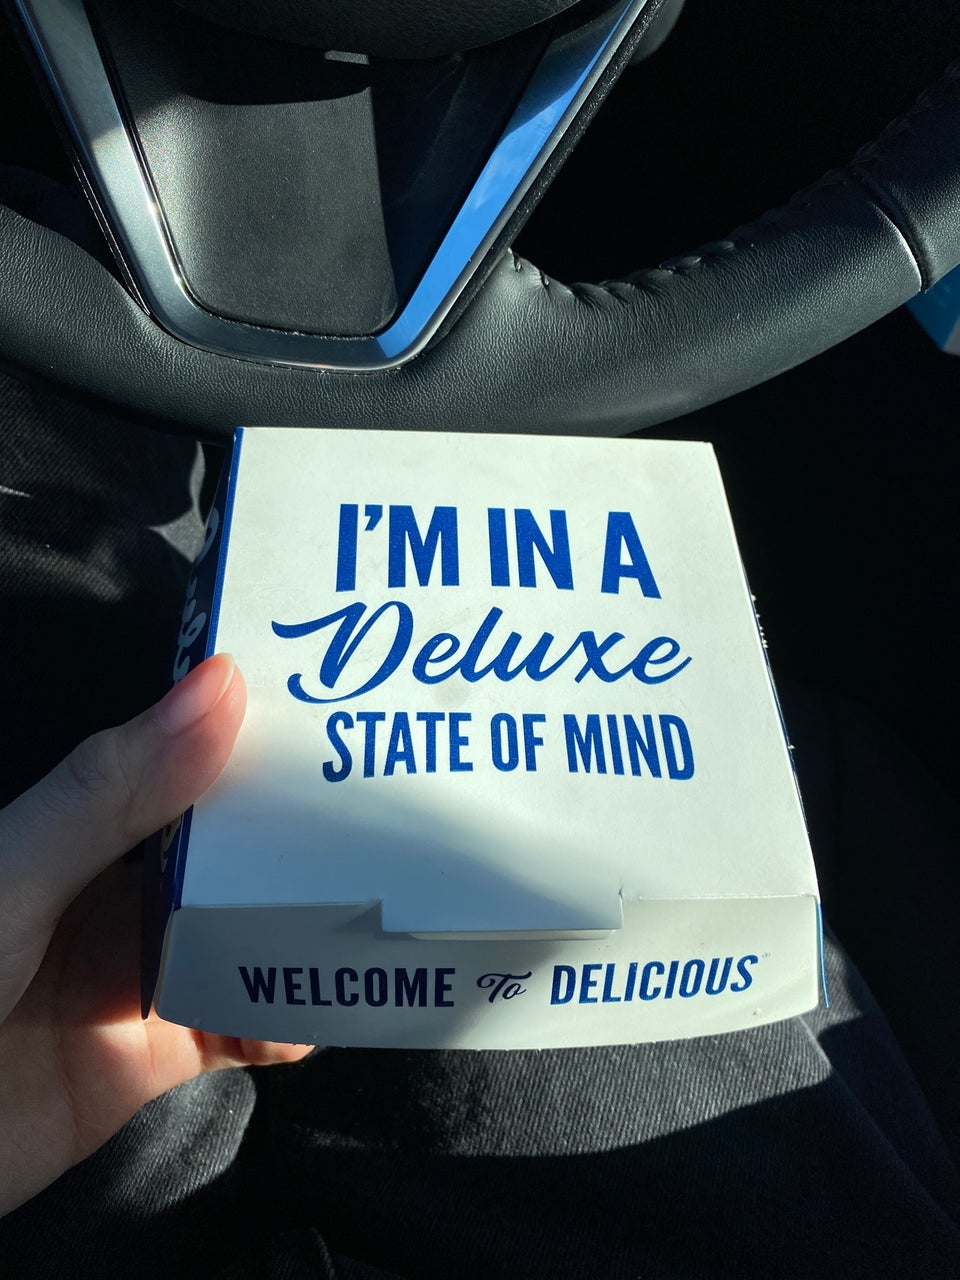 I'M IN A
Deluxe
STATE OF MIND
WELCOME To DELICIOUS®